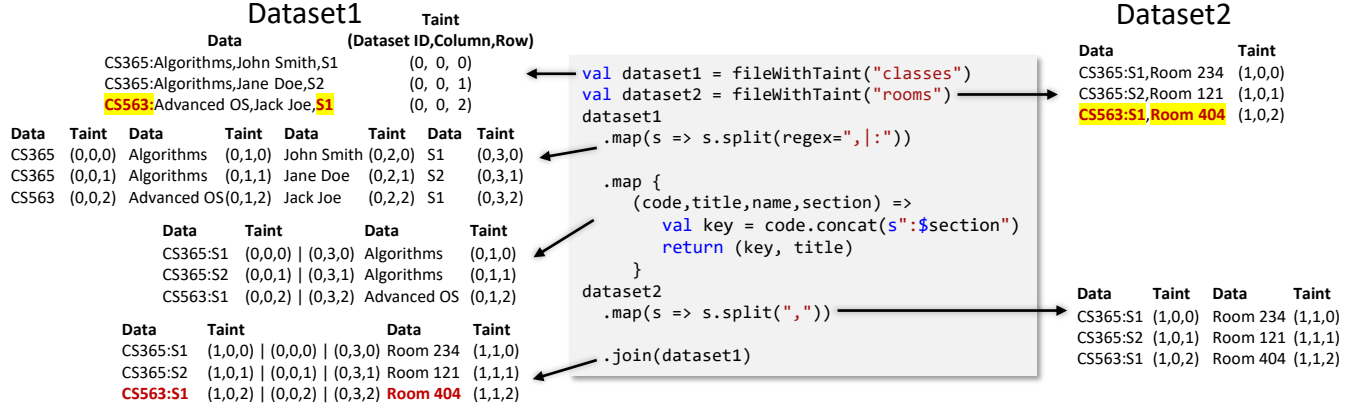 Dataset1
Taint
Data (Dataset ID,Column,Row)
CS365:Algorithms,John Smith,S1 (0, 0, 0)
CS365:Algorithms,Jane Doe,S2 (0, 0, 1)
CS563:Advanced OS,Jack Joe,S1 (0, 0, 2)
Data Taint Data Taint Data Taint Data Taint
CS365 (0,0,0) Algorithms (0,1,0) John Smith (0,2,0) S1 (0,3,0)
CS365 (0,0,1) Algorithms (0,1,1) Jane Doe (0,2,1) S2 (0,3,1)
CS563 (0,0,2) Advanced OS(0,1,2) Jack Joe (0,2,2) S1 (0,3,2)
Data Taint Data Taint
CS365:S1 (0,0,0) | (0,3,0) Algorithms (0,1,0)
CS365:S2 (0,0,1) | (0,3,1) Algorithms (0,1,1)
CS563:S1 (0,0,2) | (0,3,2) Advanced OS (0,1,2)
Data Taint Data Taint
CS365:S1 (1,0,0) | (0,0,0) | (0,3,0) Room 234 (1,1,0)
CS365:S2 (1,0,1) | (0,0,1) | (0,3,1) Room 121 (1,1,1)
CS563:S1 (1,0,2) | (0,0,2) | (0,3,2) Room 404 (1,1,2)
val dataset1 = fileWithTaint("classes")
val dataset2 = fileWithTaint("rooms")
dataset1
.map(s => s.split(regex=",|:"))
.map {
(code,title,name,section) =>
val key = code.concat(s":$section")
return (key, title)
}
dataset2
.map(s => s.split(","))
.join(dataset1)
Dataset2
Data Taint
CS365:S1,Room 234 (1,0,0)
CS365:S2,Room 121 (1,0,1)
CS563:S1,Room 404 (1,0,2)
Data Taint Data Taint
CS365:S1 (1,0,0) Room 234 (1,1,0)
CS365:S2 (1,0,1) Room 121 (1,1,1)
CS563:S1 (1,0,2) Room 404 (1,1,2)